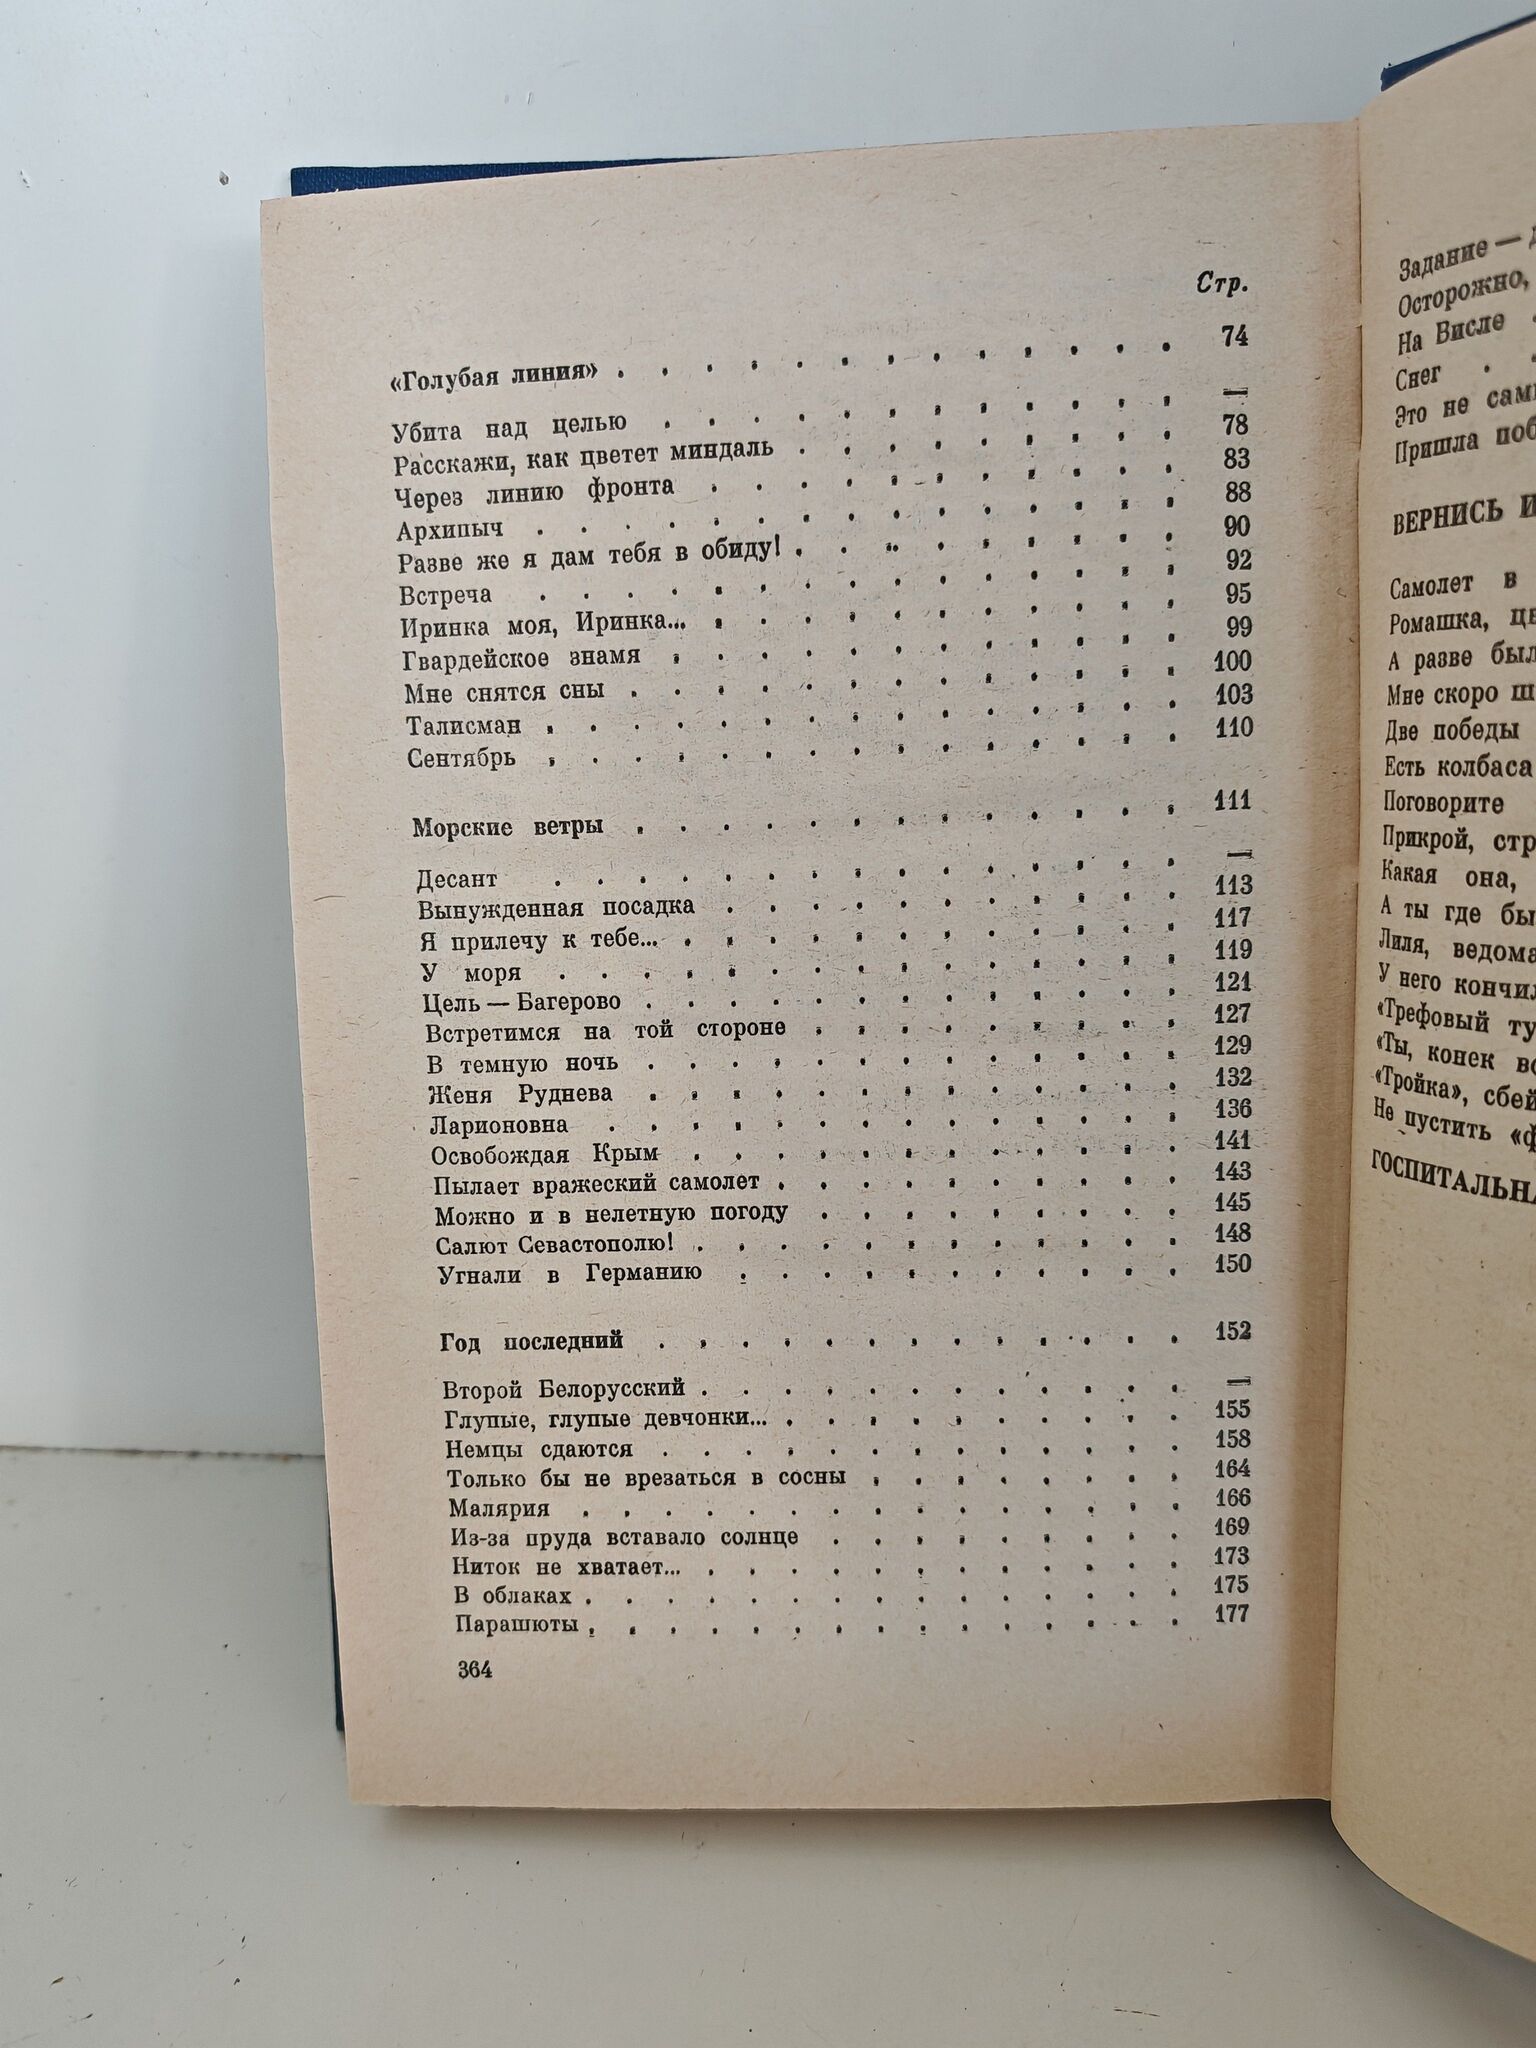 Стр.
«Голубая линия» . . . . . . . . . . . . . 74
Убита над целью . . . . . . . . . . . . —
Расскажи, как цветет миндаль . . . . . . . . . 78
Через линию фронта . . . . . . . . . . . 83
Архипыч . . . . . . . . . . . . . . . 88
Разве же я дам тебя в обиду! . . . . . . . . . 90
Встреча . . . . . . . . . . . . . . . 92
Иринка моя, Иринка... . . . . . . . . . . . 95
Гвардейское знамя . . . . . . . . . . . . 99
Мне снятся сны . . . . . . . . . . . . . 100
Талисман . . . . . . . . . . . . . . . 103
Сентябрь . . . . . . . . . . . . . . . 110
Морские ветры . . . . . . . . . . . . . 111
Десант . . . . . . . . . . . . . . . —
Вынужденная посадка . . . . . . . . . . . 113
Я прилечу к тебе... . . . . . . . . . . . . 117
У моря . . . . . . . . . . . . . . . 119
Цель — Багерово . . . . . . . . . . . . . 121
Встретимся на той стороне . . . . . . . . . 127
В темную ночь . . . . . . . . . . . . . 129
Женя Руднева . . . . . . . . . . . . . 132
Ларионовна . . . . . . . . . . . . . . 136
Освобождая Крым . . . . . . . . . . . . 141
Пылает вражеский самолет . . . . . . . . . . 143
Можно и в нелетную погоду . . . . . . . . . 145
Салют Севастополю! . . . . . . . . . . . . 148
Угнали в Германию . . . . . . . . . . . 150
Год последний . . . . . . . . . . . . . 152
Второй Белорусский . . . . . . . . . . . . —
Глупые, глупые девчонки... . . . . . . . . . . 155
Немцы сдаются . . . . . . . . . . . . . 158
Только бы не врезаться в сосны . . . . . . . . 164
Малярия . . . . . . . . . . . . . . . 166
Из-за пруда вставало солнце . . . . . . . . . 169
Ниток не хватает... . . . . . . . . . . . . 173
В облаках . . . . . . . . . . . . . . . 175
Парашюты . . . . . . . . . . . . . . . 177
364
Задание —
Осторожно,
На Висле .
Снег . .
Это не
Пришла
ВЕРНИСЬ
Самолет в
Ромашка,
А разве
Мне скоро
Две победы
Есть колбаса
Поговорите
Прикрой,
Какая она,
А ты где
Лиля,
У него
«Трефовый
«Ты, конек
«Тройка»,
Не пустить